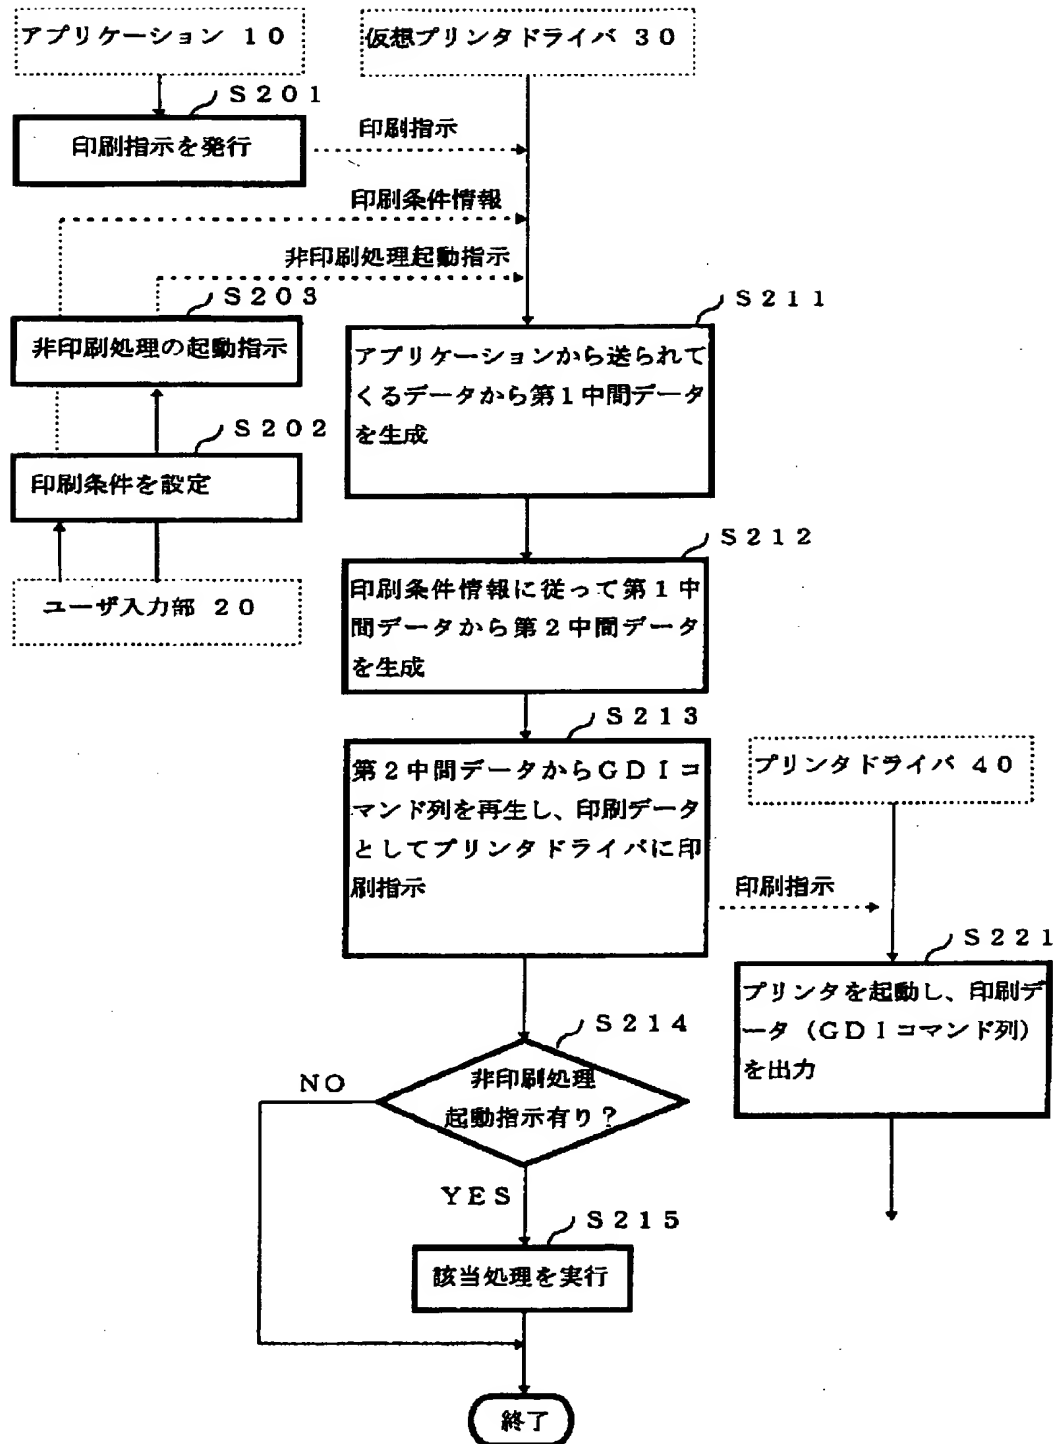 アプリケーション 10
仮想プリンタドライバ 30
S201
印刷指示を発行
印刷指示
印刷条件情報
非印刷処理起動指示
S203
非印刷処理の起動指示
S202
印刷条件を設定
ユーザ入力部 20
S211
アプリケーションから送られて
くるデータから第1中間データ
を生成
S212
印刷条件情報に従って第1中
間データから第2中間データ
を生成
S213
第2中間データからGDIコ
マンド列を再生し、印刷データ
としてプリンタドライバに印
刷指示
プリンタドライバ 40
印刷指示
S221
プリンタを起動し、印刷デ
ータ(GDIコマンド列)
を出力
S214
非印刷処理
起動指示有り?
NO
YES
S215
該当処理を実行
終了